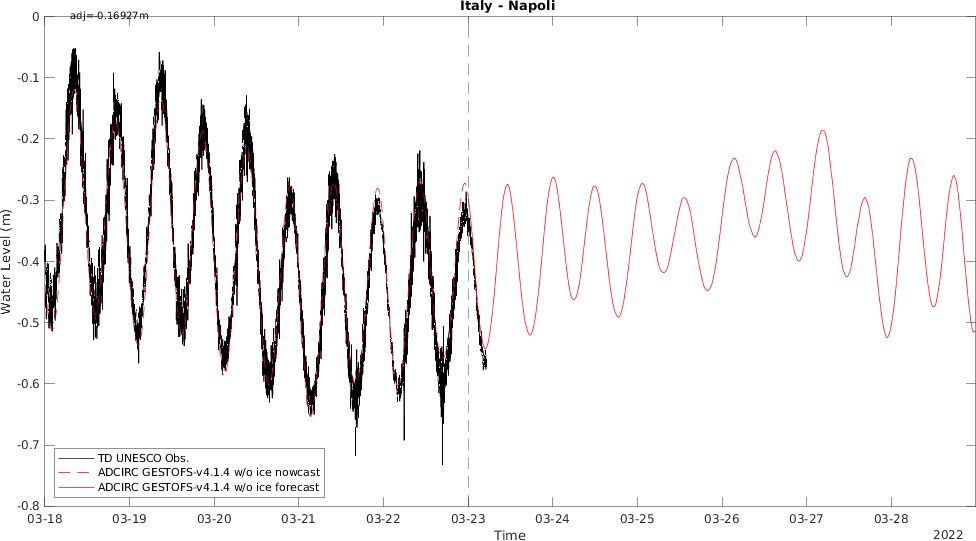 Italy - Napoli
adj=-0.16927m
0
-0.1
-0.2
-0.3
-0.4
-0.5
-0.6
-0.7
-0.8
Water Level (m)
TD UNESCO Obs.
ADCIRC GESTOFS-v4.1.4 w/o ice nowcast
ADCIRC GESTOFS-v4.1.4 w/o ice forecast
03-18 03-19 03-20 03-21 03-22 03-23 03-24 03-25 03-26 03-27 03-28
Time
2022